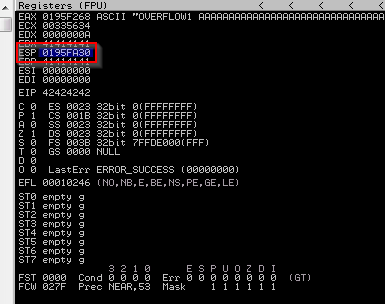 Registers (FPU) < < < <
EAX 0195F268 ASCII "OVERFLOW1 AAAAAAAAAAAAAAAAAAAAAAAAAAA
ECX 00335634
EDX 0000000A
EBX 41414141
ESP 0195FA30
EBP 41414141
ESI 00000000
EDI 00000000
EIP 42424242
C 0 ES 0023 32bit 0(FFFFFFFF)
P 1 CS 001B 32bit 0(FFFFFFFF)
A 0 SS 0023 32bit 0(FFFFFFFF)
Z 1 DS 0023 32bit 0(FFFFFFFF)
S 0 FS 003B 32bit 7FFDE000(FFF)
T 0 GS 0000 NULL
D 0
O 0 LastErr ERROR_SUCCESS (00000000)
EFL 00010246 (NO,NB,E,BE,NS,PE,GE,LE)
ST0 empty g
ST1 empty g
ST2 empty g
ST3 empty g
ST4 empty g
ST5 empty g
ST6 empty g
ST7 empty g
3 2 1 0 E S P U O Z D I
FST 0000 Cond 0 0 0 0 Err 0 0 0 0 0 0 0 0 (GT)
FCW 027F Prec NEAR,53 Mask 1 1 1 1 1 1